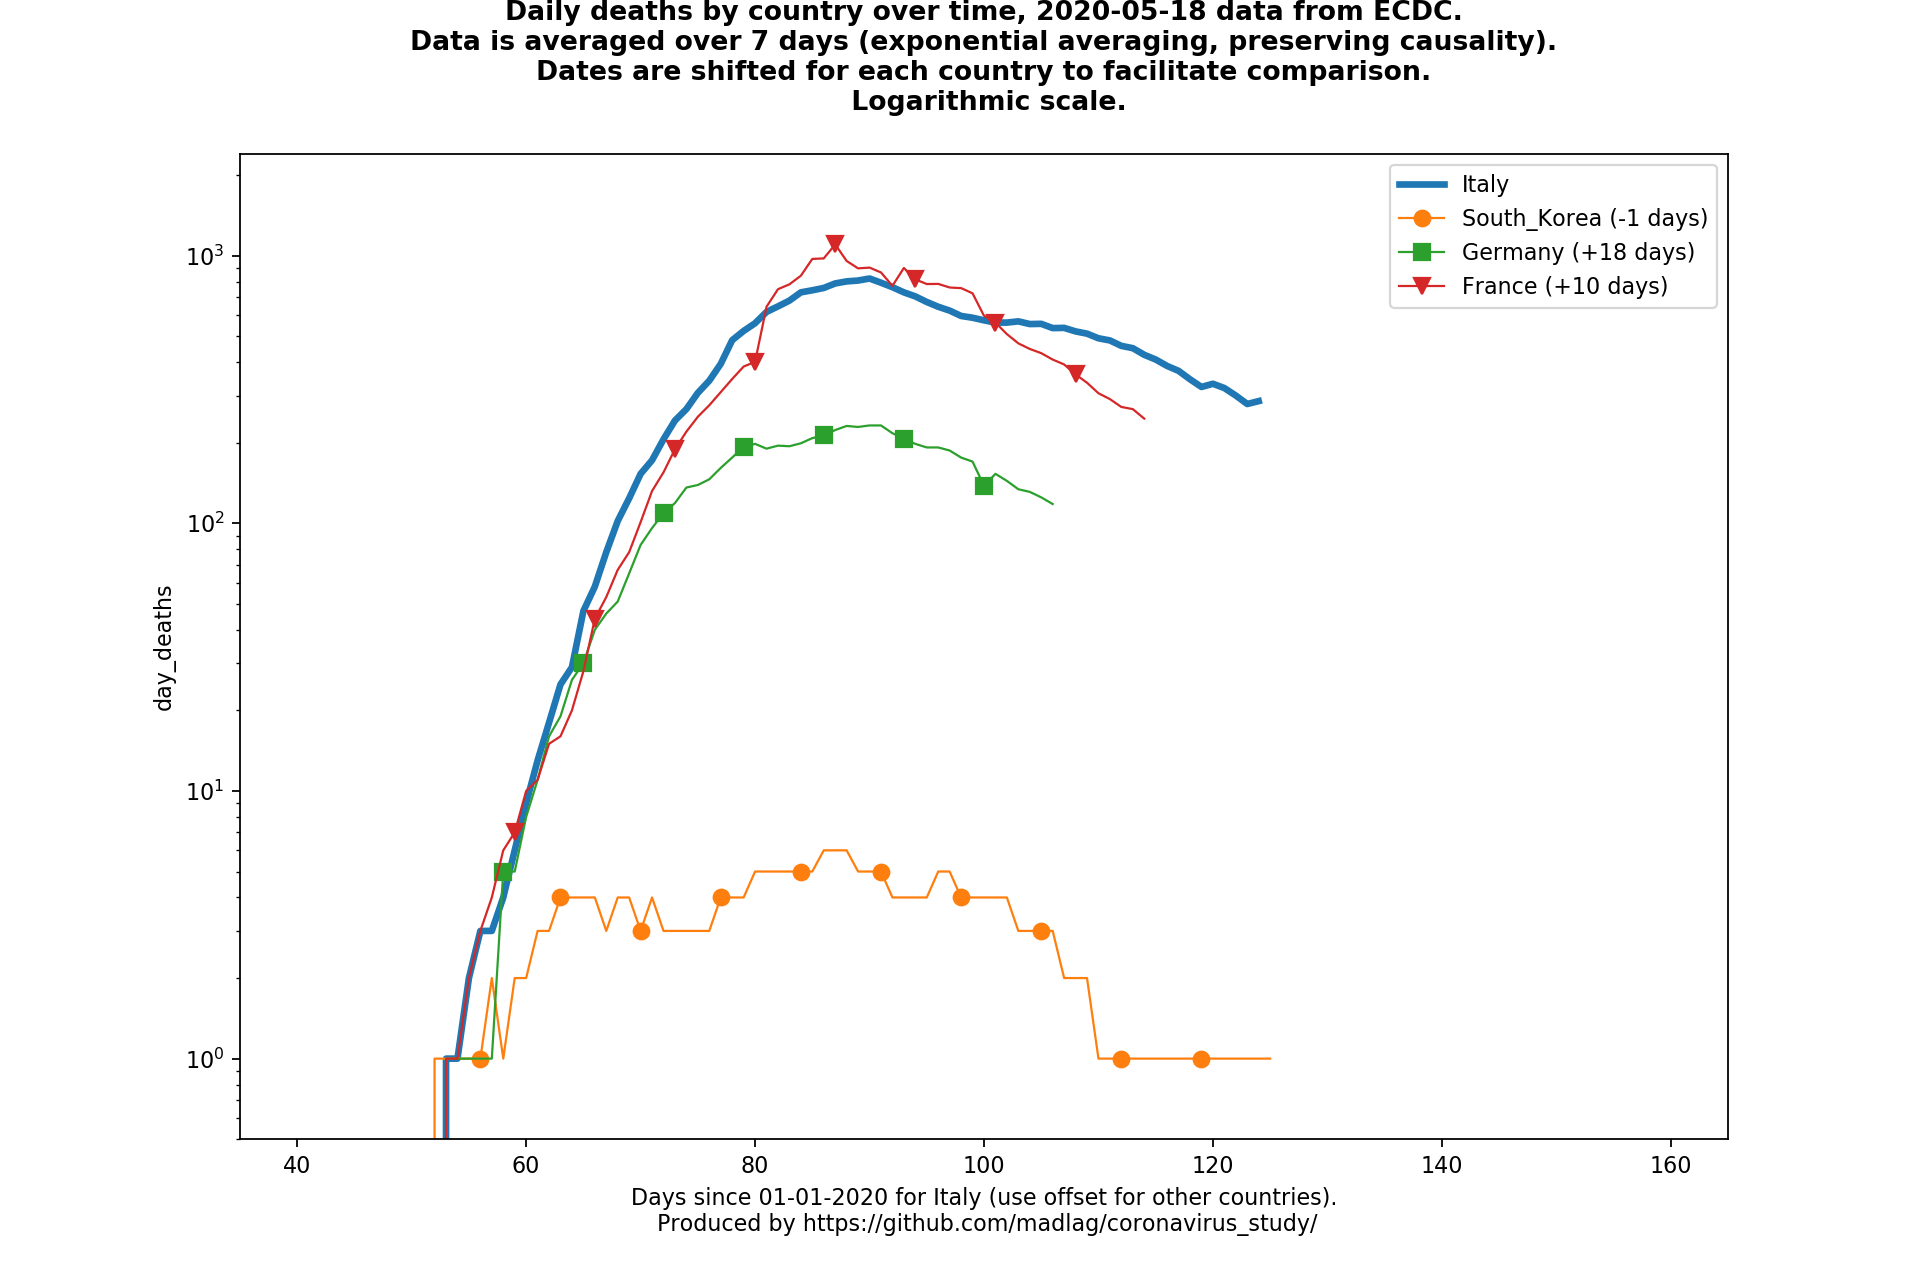 Daily deaths by country over time, 2020-05-18 data from ECDC.
Data is averaged over 7 days (exponential averaging, preserving causality).
Dates are shifted for each country to facilitate comparison.
Logarithmic scale.
Italy
South_Korea (-1 days)
Germany (+18 days)
France (+10 days)
10³
10²
10¹
10⁰
day_deaths
40 60 80 100 120 140 160
Days since 01-01-2020 for Italy (use offset for other countries).
Produced by https://github.com/madlag/coronavirus_study/